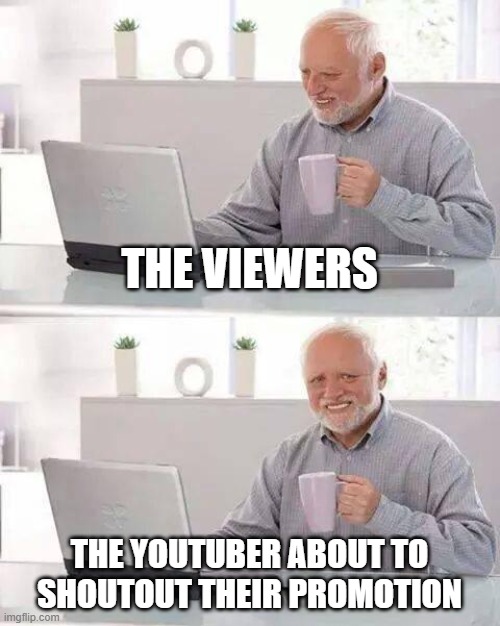 THE VIEWERS
THE YOUTUBER ABOUT TO
SHOUTOUT THEIR PROMOTION
imgflip.com